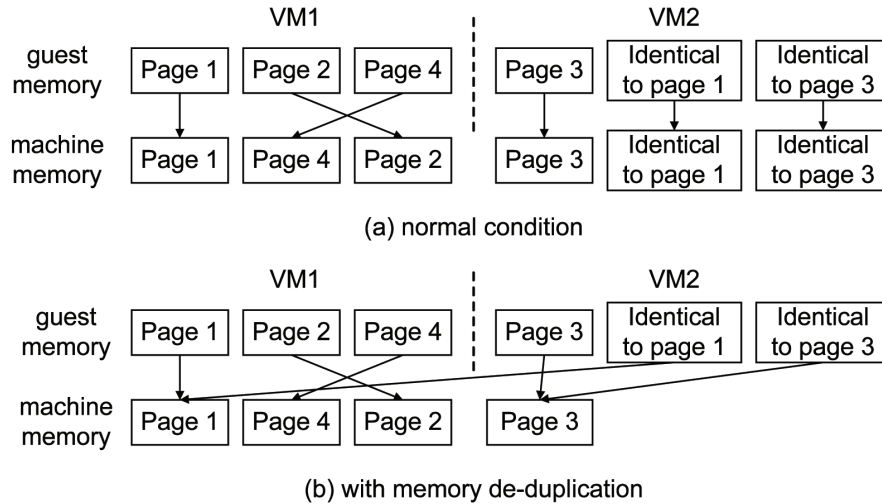 VM1 VM2
guest memory
Page 1 Page 2 Page 4 Page 3 Identical to page 1 Identical to page 3
machine memory
Page 1 Page 4 Page 2 Page 3 Identical to page 1 Identical to page 3
(a) normal condition
VM1 VM2
guest memory
Page 1 Page 2 Page 4 Page 3 Identical to page 1 Identical to page 3
machine memory
Page 1 Page 4 Page 2 Page 3
(b) with memory de-duplication